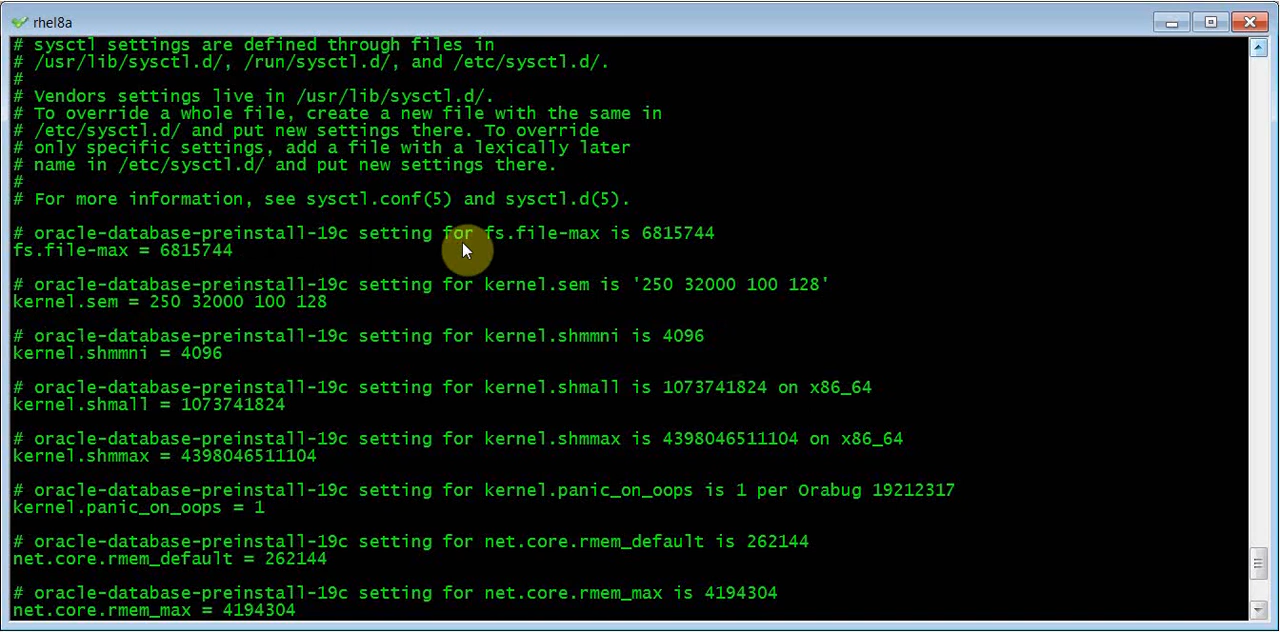 rhel8a
# sysctl settings are defined through files in
# /usr/lib/sysctl.d/, /run/sysctl.d/, and /etc/sysctl.d/.
#
# Vendors settings live in /usr/lib/sysctl.d/.
# To override a whole file, create a new file with the same in
# /etc/sysctl.d/ and put new settings there. To override
# only specific settings, add a file with a lexically later
# name in /etc/sysctl.d/ and put new settings there.
#
# For more information, see sysctl.conf(5) and sysctl.d(5).
# oracle-database-preinstall-19c setting for fs.file-max is 6815744
fs.file-max = 6815744
# oracle-database-preinstall-19c setting for kernel.sem is '250 32000 100 128'
kernel.sem = 250 32000 100 128
# oracle-database-preinstall-19c setting for kernel.shmmni is 4096
kernel.shmmni = 4096
# oracle-database-preinstall-19c setting for kernel.shmall is 1073741824 on x86_64
kernel.shmall = 1073741824
# oracle-database-preinstall-19c setting for kernel.shmmax is 4398046511104 on x86_64
kernel.shmmax = 4398046511104
# oracle-database-preinstall-19c setting for kernel.panic_on_oops is 1 per Orabug 19212317
kernel.panic_on_oops = 1
# oracle-database-preinstall-19c setting for net.core.rmem_default is 262144
net.core.rmem_default = 262144
# oracle-database-preinstall-19c setting for net.core.rmem_max is 4194304
net.core.rmem_max = 4194304